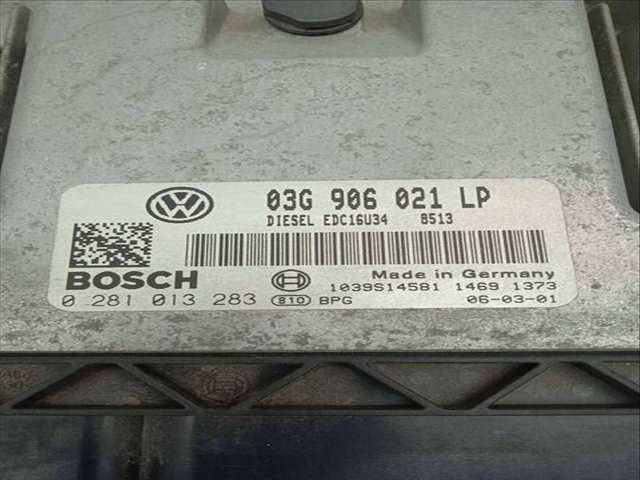 03G 906 021 LP
DIESEL EDC16U34 8513
BOSCH
Made in Germany
1039S14581 1469 1373
0 281 013 283 810 BPG 06-03-01